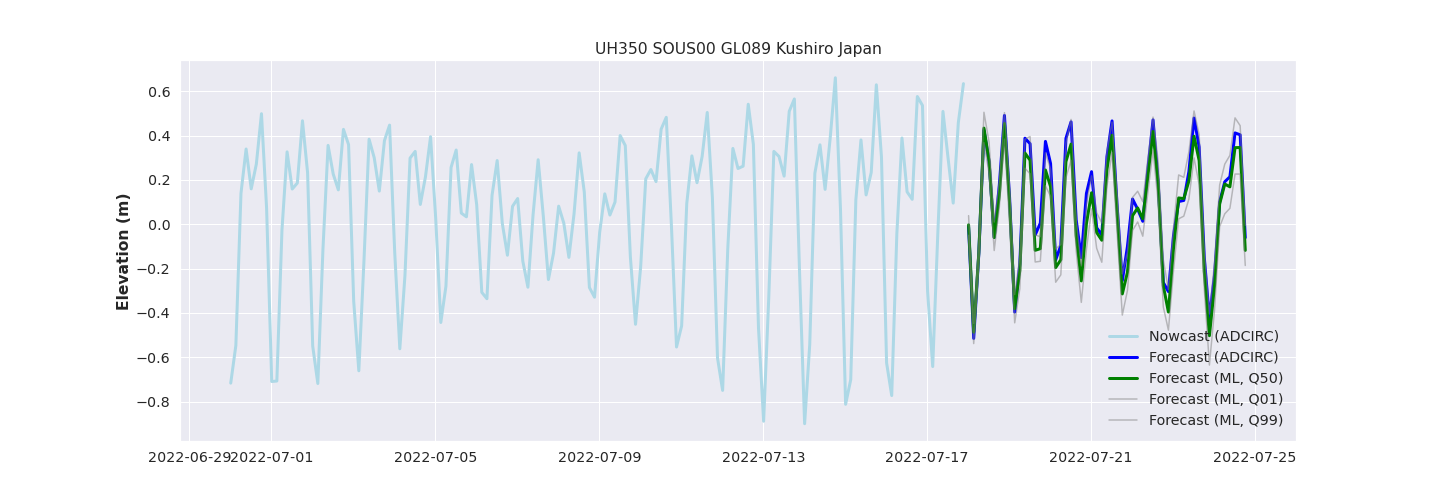 UH350 SOUS00 GL089 Kushiro Japan
Elevation (m)
0.6
0.4
0.2
0.0
−0.2
−0.4
−0.6
−0.8
Nowcast (ADCIRC)
Forecast (ADCIRC)
Forecast (ML, Q50)
Forecast (ML, Q01)
Forecast (ML, Q99)
2022-06-29 2022-07-01 2022-07-05 2022-07-09 2022-07-13 2022-07-17 2022-07-21 2022-07-25